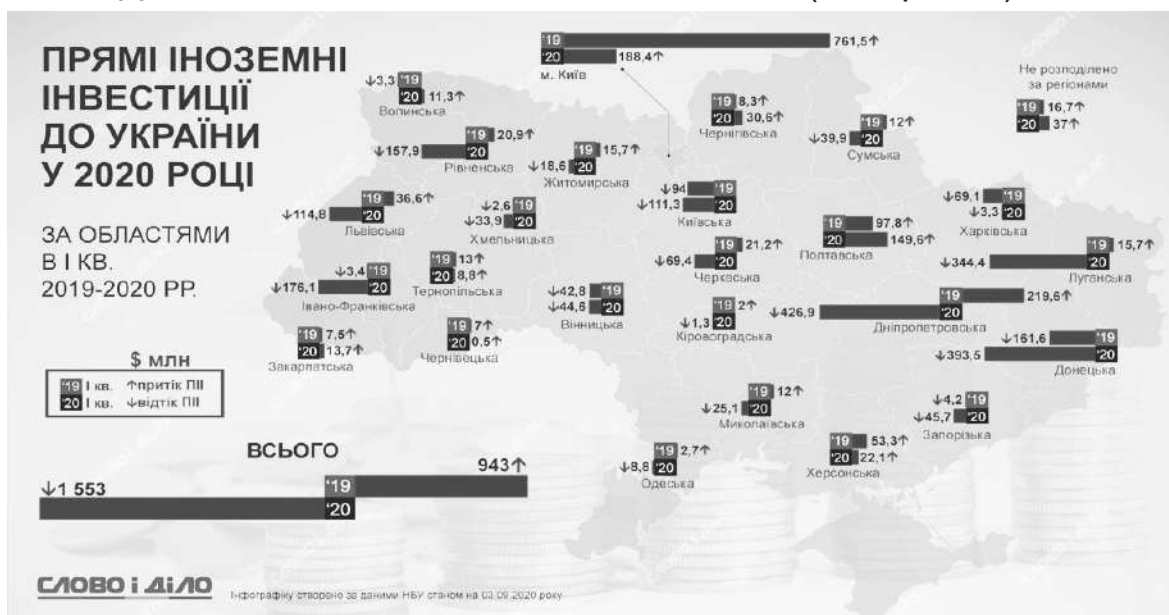 ПРЯМІ ІНОЗЕМНІ
ІНВЕСТИЦІЇ
ДО УКРАЇНИ
У 2020 РОЦІ
ЗА ОБЛАСТЯМИ
В І КВ.
2019-2020 РР.
'19 761,5↑
'20 188,4↑
м. Київ
Не розподілено
за регіонами
'19 16,7↑
'20 37↑
↓3,3 '19
'20 11,3↑
Волинська
'19 20,9↑
↓157,9 '20
Рівненська
'19 15,7↑
↓18,6 '20
Житомирська
'19 8,3↑
'20 30,6↑
Чернігівська
'19 12↑
↓39,9 '20
Сумська
'19 36,6↑
↓114,8 '20
Львівська
↓2,6 '19
↓33,9 '20
Хмельницька
↓94 '19
↓111,3 '20
Київська
'19 97,8↑
'20 149,6↑
Полтавська
↓69,1 '19
↓3,3 '20
Харківська
'19 15,7↑
↓344,4 '20
Луганська
↓3,4 '19
↓176,1 '20
Івано-Франківська
'19 13↑
'20 8,8↑
Тернопільська
↓42,8 '19
↓44,6 '20
Вінницька
'19 21,2↑
↓69,4 '20
Черкаська
'19 2↑
↓1,3 '20
Кіровоградська
'19 219,6↑
↓426,9 '20
Дніпропетровська
↓161,6 '19
↓393,5 '20
Донецька
'19 7,5↑
'20 13,7↑
Закарпатська
'19 7↑
'20 0,5↑
Чернівецька
'19 12↑
↓25,1 '20
Миколаївська
↓4,2 '19
↓45,7 '20
Запорізька
'19 2,7↑
↓8,8 '20
Одеська
'19 53,3↑
'20 22,1↑
Херсонська
$ млн
'19 І кв. ↑притік ПІІ
'20 І кв. ↓відтік ПІІ
ВСЬОГО
'19 943↑
↓1 553 '20
СЛОВО і ДІЛО
Інфографіку створено за даними НБУ станом на 03.09.2020 року